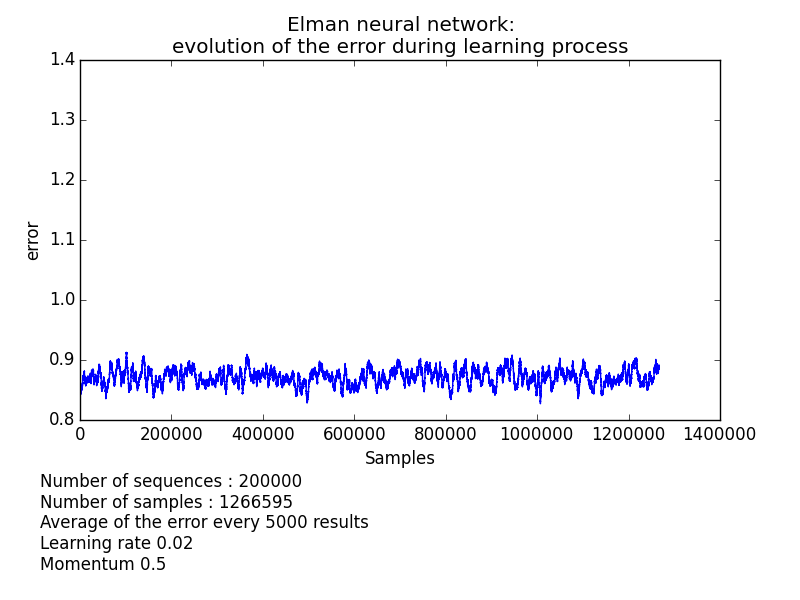 Elman neural network:
evolution of the error during learning process
1.4
1.3
1.2
1.1
1.0
0.9
0.8
error
0 200000 400000 600000 800000 1000000 1200000 1400000
Samples
Number of sequences : 200000
Number of samples : 1266595
Average of the error every 5000 results
Learning rate 0.02
Momentum 0.5